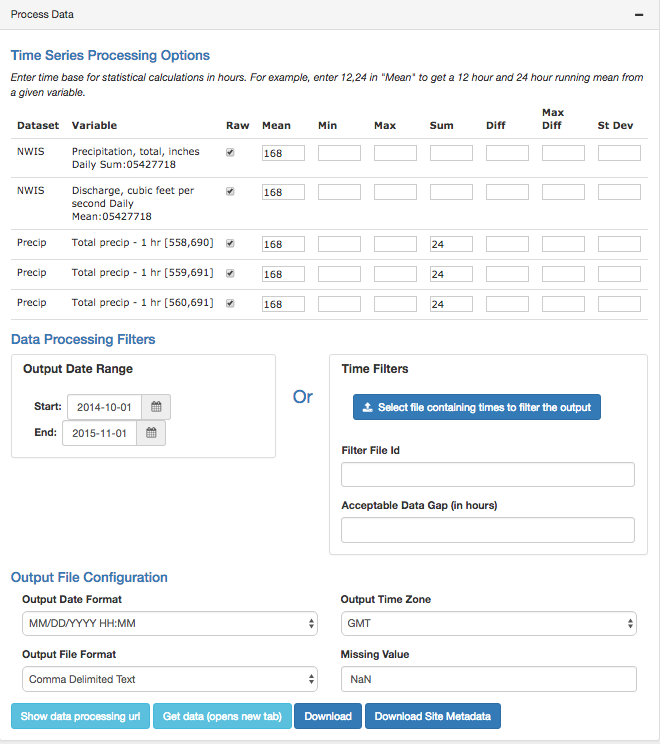 Process Data
Time Series Processing Options
Enter time base for statistical calculations in hours. For example, enter 12,24 in "Mean" to get a 12 hour and 24 hour running mean from
a given variable.
Dataset Variable Raw Mean Min Max Sum Diff Max Diff St Dev
NWIS Precipitation, total, inches 168
Daily Sum:05427718
NWIS Discharge, cubic feet per 168
second Daily
Mean:05427718
Precip Total precip - 1 hr [558,690] 168 24
Precip Total precip - 1 hr [559,691] 168 24
Precip Total precip - 1 hr [560,691] 168 24
Data Processing Filters
Output Date Range
Start: 2014-10-01
End: 2015-11-01
Or
Time Filters
Select file containing times to filter the output
Filter File Id
Acceptable Data Gap (in hours)
Output File Configuration
Output Date Format
MM/DD/YYYY HH:MM
Output Time Zone
GMT
Output File Format
Comma Delimited Text
Missing Value
NaN
Show data processing url Get data (opens new tab) Download Download Site Metadata